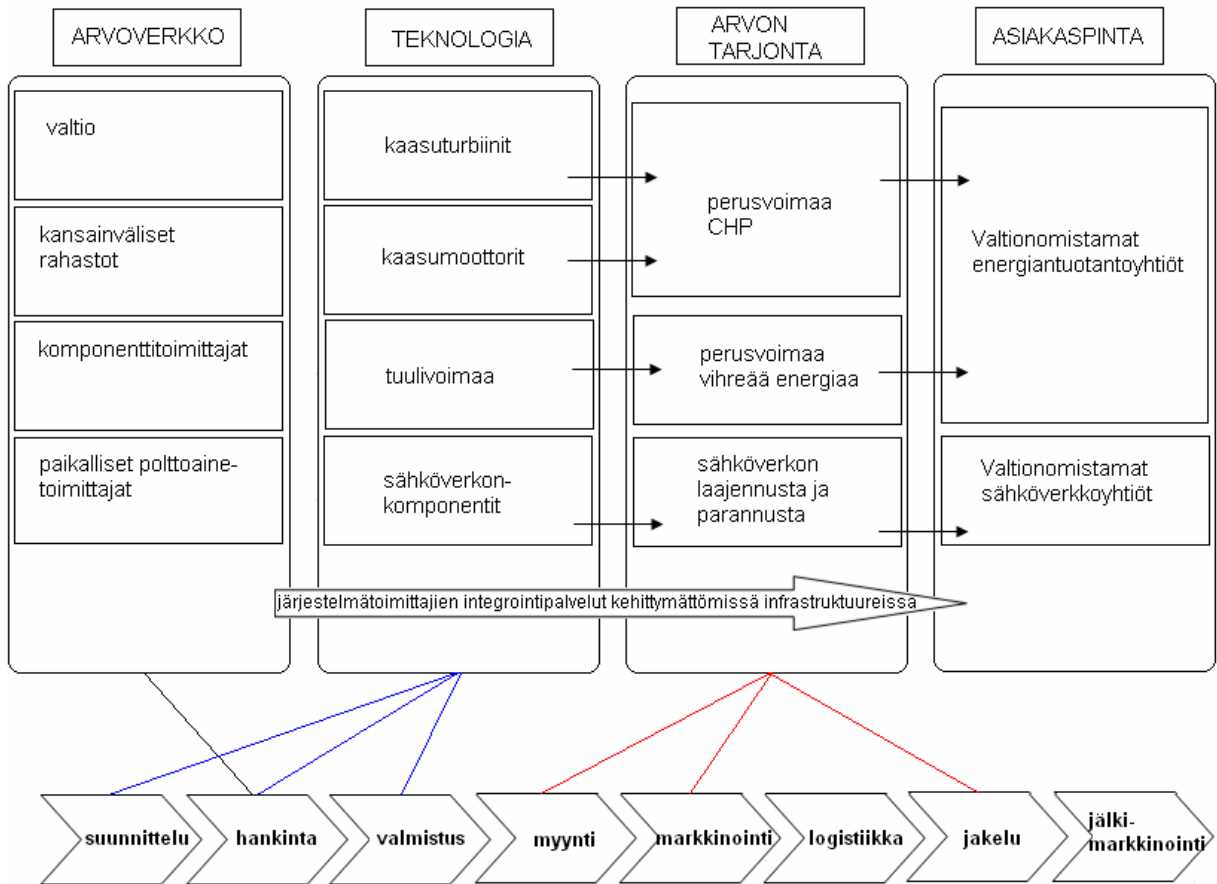 ARVOVERKKO
TEKNOLOGIA
ARVON
TARJONTA
ASIAKASPINTA
valtio
kansainväliset
rahastot
komponenttitoimittajat
paikalliset polttoaine-
toimittajat
kaasuturbiinit
kaasumoottorit
tuulivoimaa
sähköverkon-
komponentit
perusvoimaa
CHP
perusvoimaa
vihreää energiaa
sähköverkon
laajennusta ja
parannusta
Valtionomistamat
energiantuotantoyhtiöt
Valtionomistamat
sähköverkkoyhtiöt
järjestelmätoimittajien integrointipalvelut kehittymättömissä infrastruktuureissa
suunnittelu
hankinta
valmistus
myynti
markkinointi
logistiikka
jakelu
jälki-
markkinointi